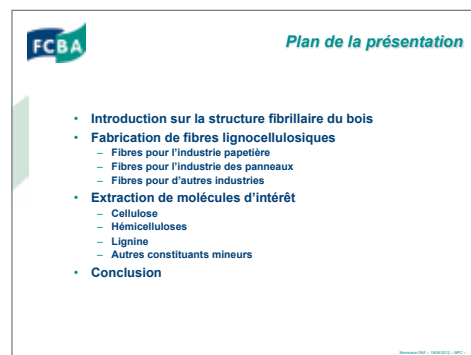 FCBA
Plan de la présentation
• Introduction sur la structure fibrillaire du bois
• Fabrication de fibres lignocellulosiques
– Fibres pour l'industrie papetière
– Fibres pour l'industrie des panneaux
– Fibres pour d'autres industries
• Extraction de molécules d'intérêt
– Cellulose
– Hémicelluloses
– Lignine
– Autres constituants mineurs
• Conclusion